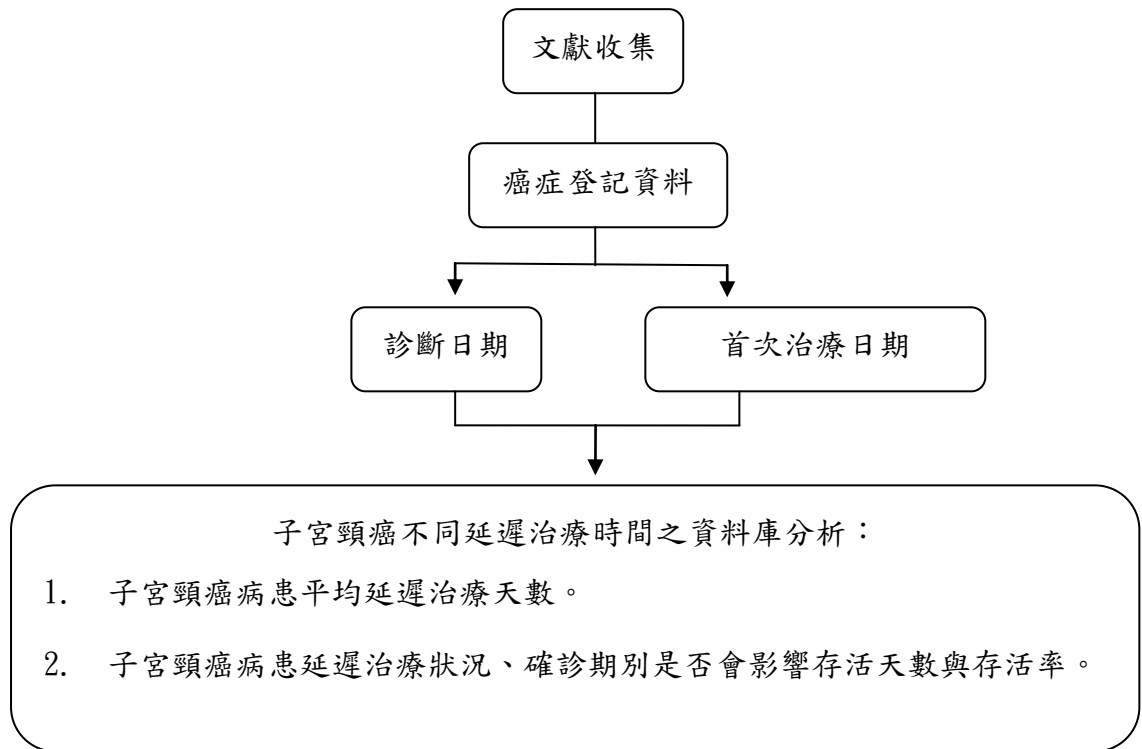 文獻收集
癌症登記資料
診斷日期
首次治療日期
子宮頸癌不同延遲治療時間之資料庫分析：
1. 子宮頸癌病患平均延遲治療天數。
2. 子宮頸癌病患延遲治療狀況、確診期別是否會影響存活天數與存活率。